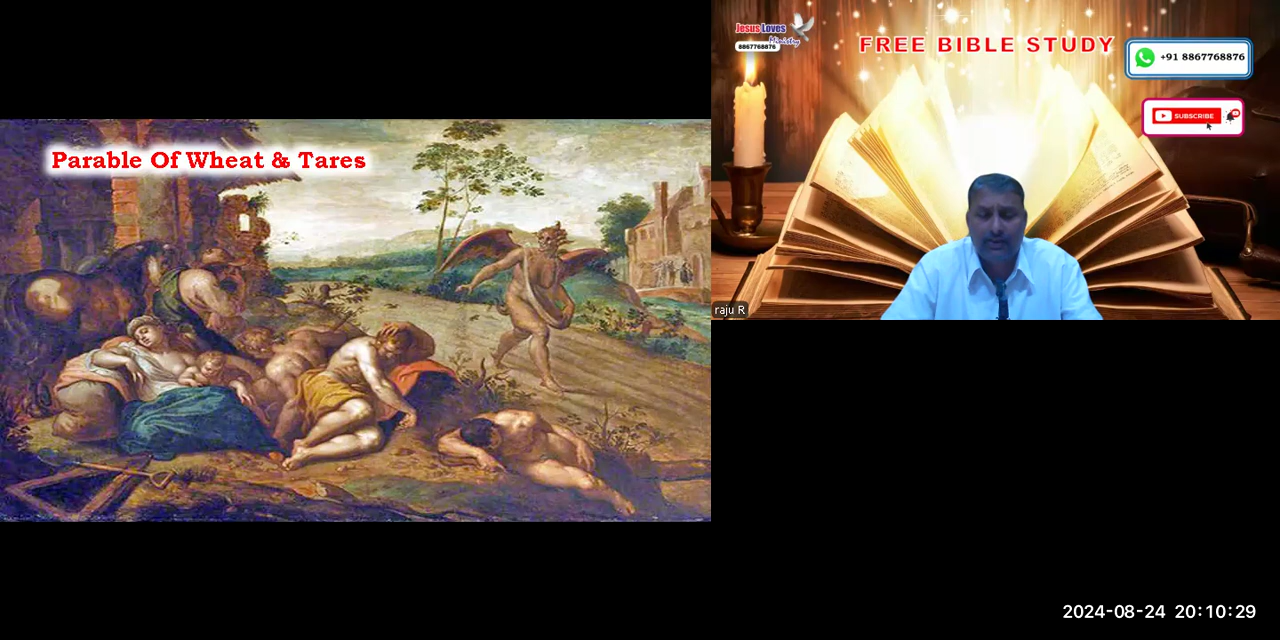 Parable Of Wheat & Tares
Jesus Loves
Ministry
8867768876
FREE BIBLE STUDY
+91 8867768876
SUBSCRIBE
raju R
2024-08-24 20:10:29